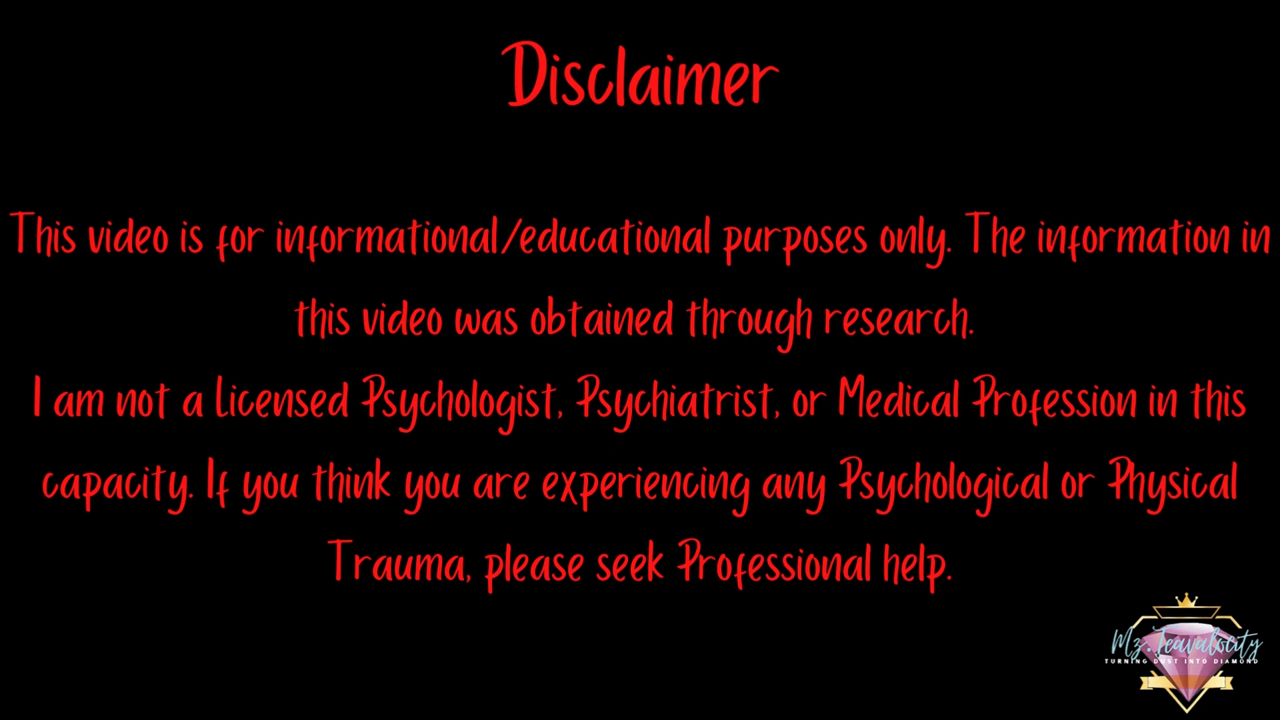 Disclaimer
This video is for informational/educational purposes only. The information in
this video was obtained through research.
I am not a Licensed Psychologist, Psychiatrist, or Medical Profession in this
capacity. If you think you are experiencing any Psychological or Physical
Trauma, please seek Professional help.
Mz.Teavalocity
TURNING DUST INTO DIAMOND